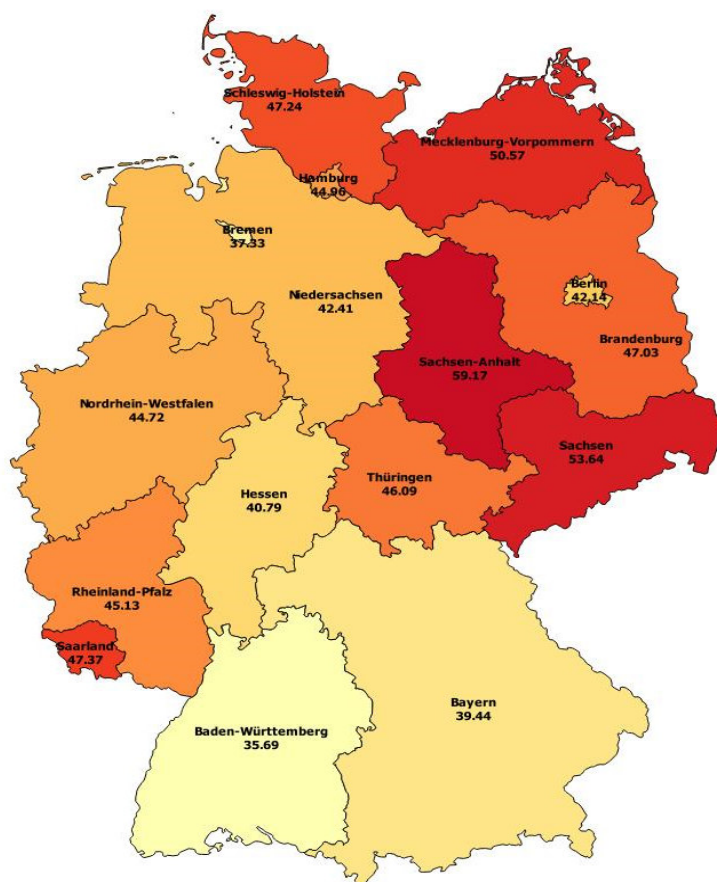 Schleswig-Holstein
47.24
Mecklenburg-Vorpommern
50.57
Hamburg
44.96
Bremen
37.33
Berlin
42.14
Niedersachsen
42.41
Brandenburg
47.03
Sachsen-Anhalt
59.17
Nordrhein-Westfalen
44.72
Sachsen
53.64
Thüringen
46.09
Hessen
40.79
Rheinland-Pfalz
45.13
Saarland
47.37
Bayern
39.44
Baden-Württemberg
35.69